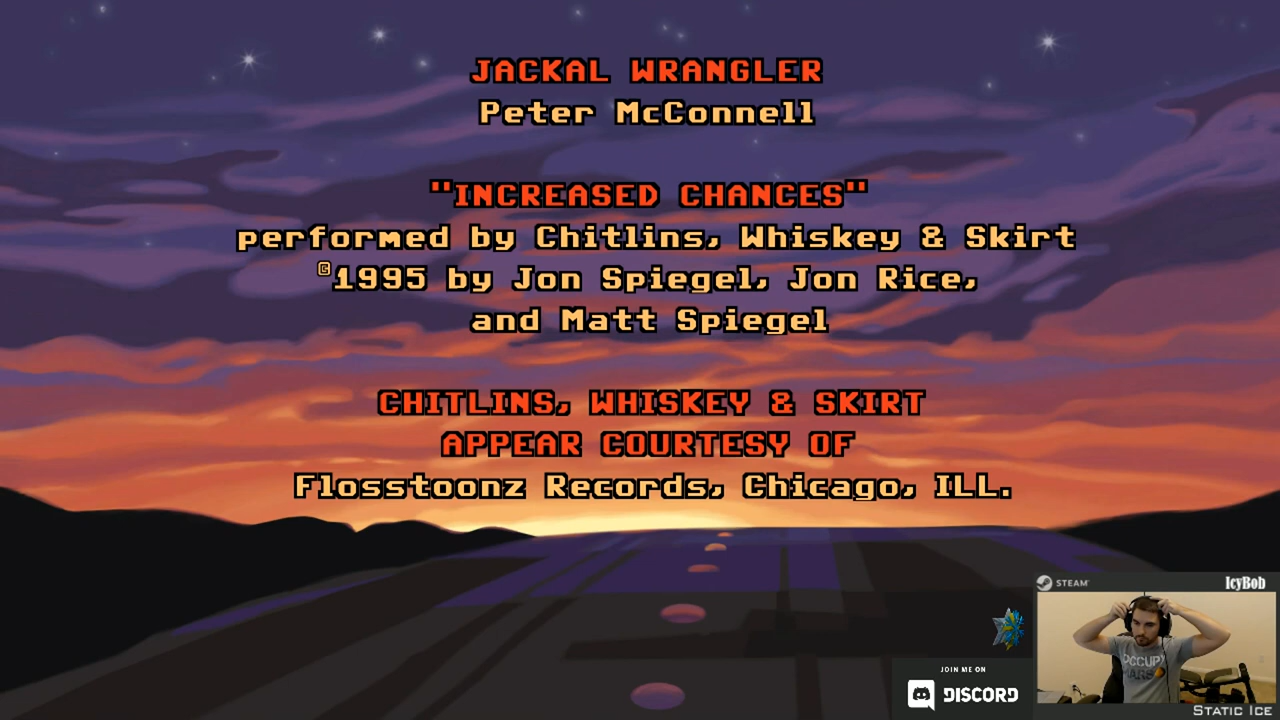 JACKAL WRANGLER
Peter McConnell
"INCREASED CHANCES"
performed by Chitlins, Whiskey & Skirt
©1995 by Jon Spiegel, Jon Rice,
and Matt Spiegel
CHITLINS, WHISKEY & SKIRT
APPEAR COURTESY OF
Flosstoonz Records, Chicago, ILL.
STEAM IcyBob
OCCUPY
MARS
JOIN ME ON
DISCORD
STATIC ICE